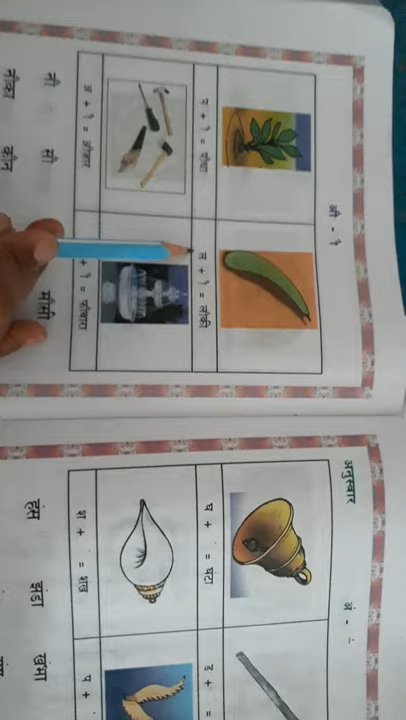 औ - ौ
प + ौ = पौधा
ल + ौ = लौकी
अ + ौ = औजार
+ ौ = फौवारा
नौ
सौ
नौका
कौन
मौसी
अनुस्वार
अं - ं
घ + ं = घंटा
ड + ं =
श + ं = शंख
प + ं
हंस
झंडा
खंभा